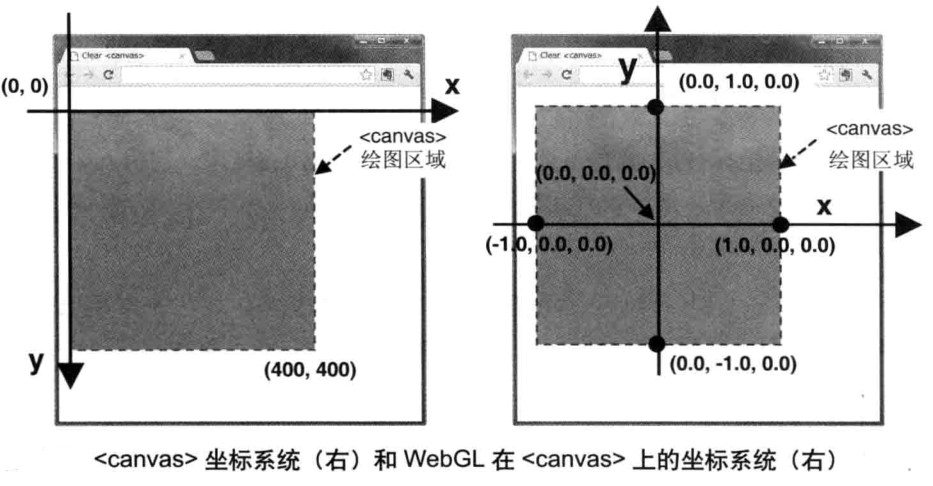 Clear <canvas>
(0, 0)
x
<canvas>
绘图区域
y
(400, 400)
Clear <canvas>
y
(0.0, 1.0, 0.0)
<canvas>
绘图区域
(0.0, 0.0, 0.0)
x
(-1.0, 0.0, 0.0)
(1.0, 0.0, 0.0)
(0.0, -1.0, 0.0)
<canvas> 坐标系统（右）和 WebGL 在 <canvas> 上的坐标系统（右）